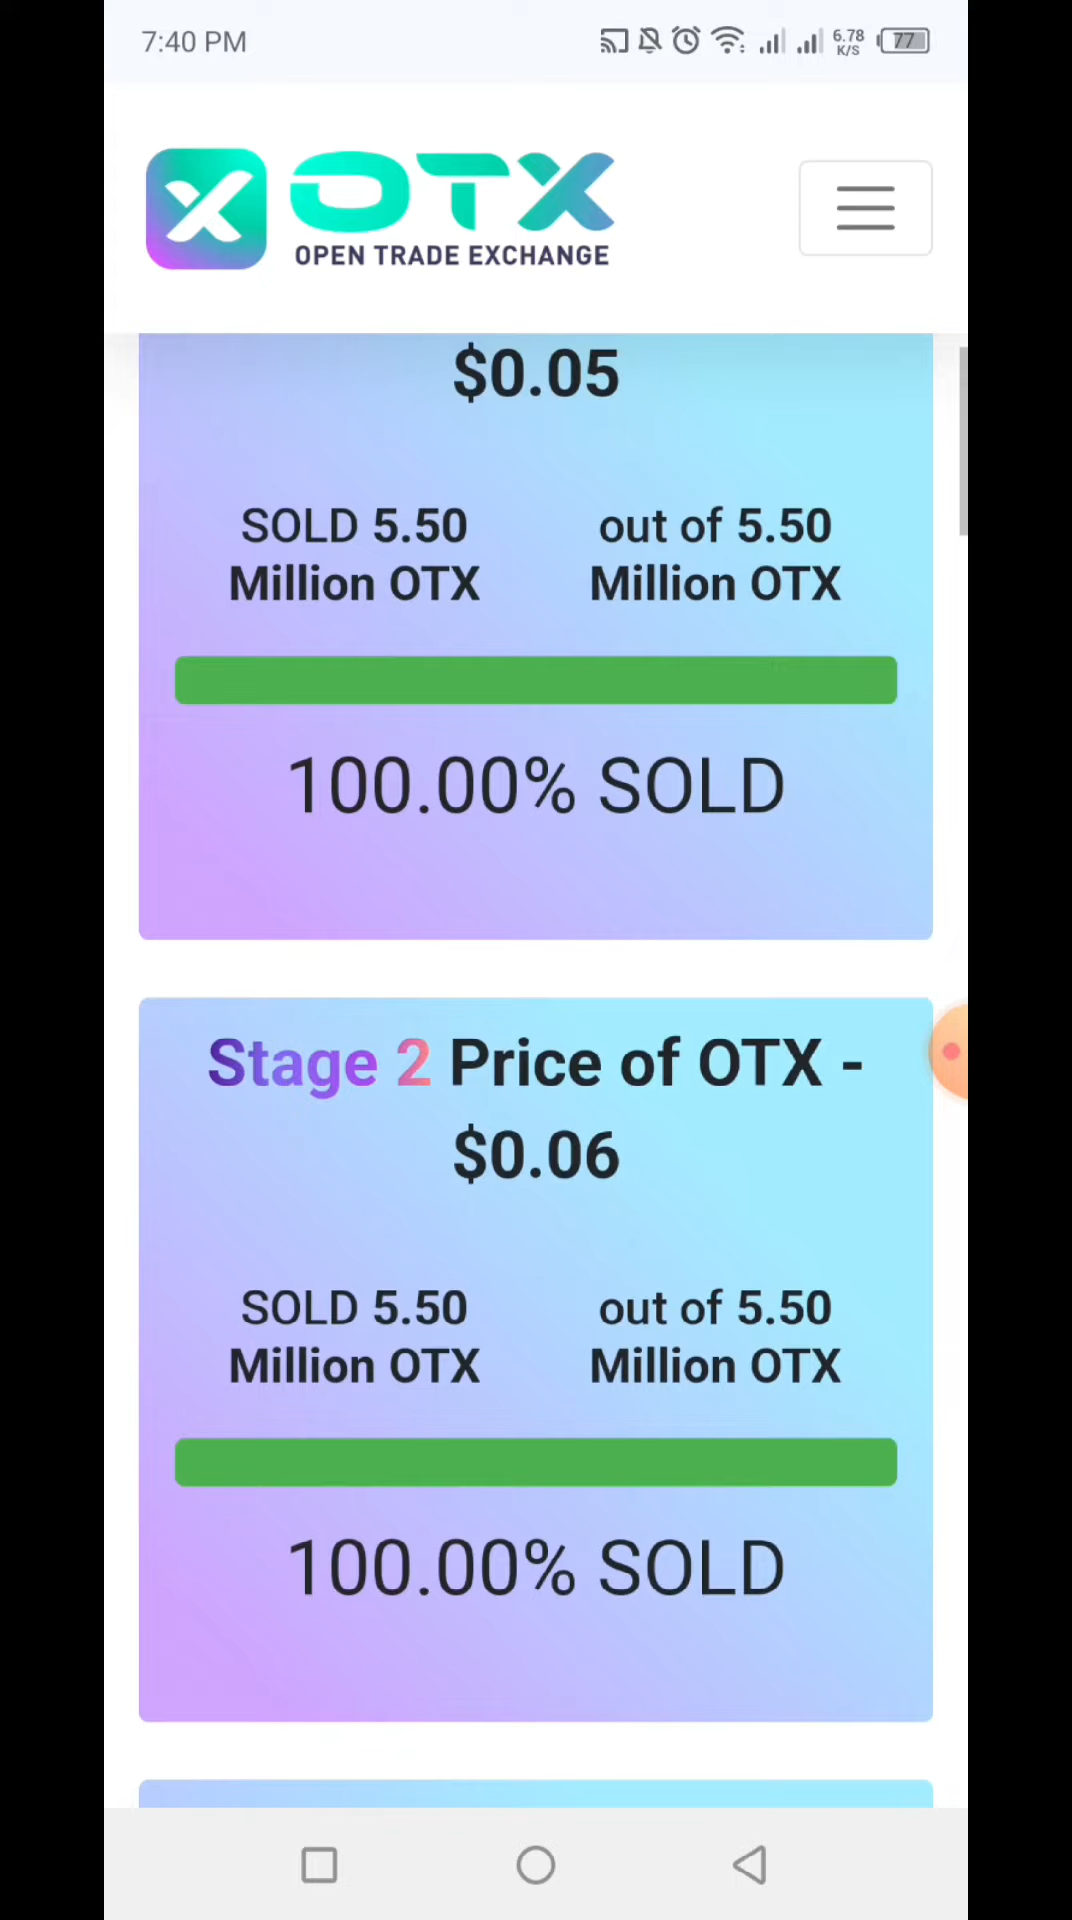 7:40 PM
6.78
K/S
77
OTX
OPEN TRADE EXCHANGE
$0.05
SOLD 5.50 out of 5.50
Million OTX Million OTX
100.00% SOLD
Stage 2 Price of OTX -
$0.06
SOLD 5.50 out of 5.50
Million OTX Million OTX
100.00% SOLD